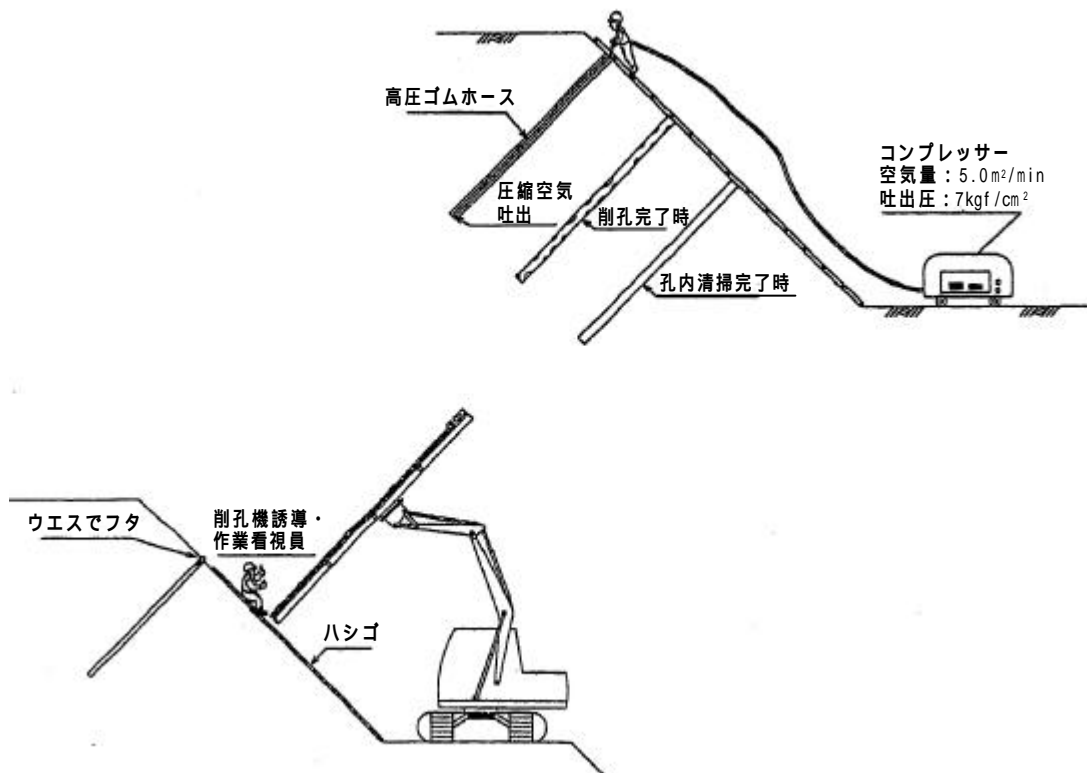 高圧ゴムホース
コンプレッサー
空気量：5.0m²/min
吐出圧：7kgf/cm²
圧縮空気
吐出
削孔完了時
孔内清掃完了時
ウエスでフタ
削孔機誘導・
作業看視員
ハシゴ